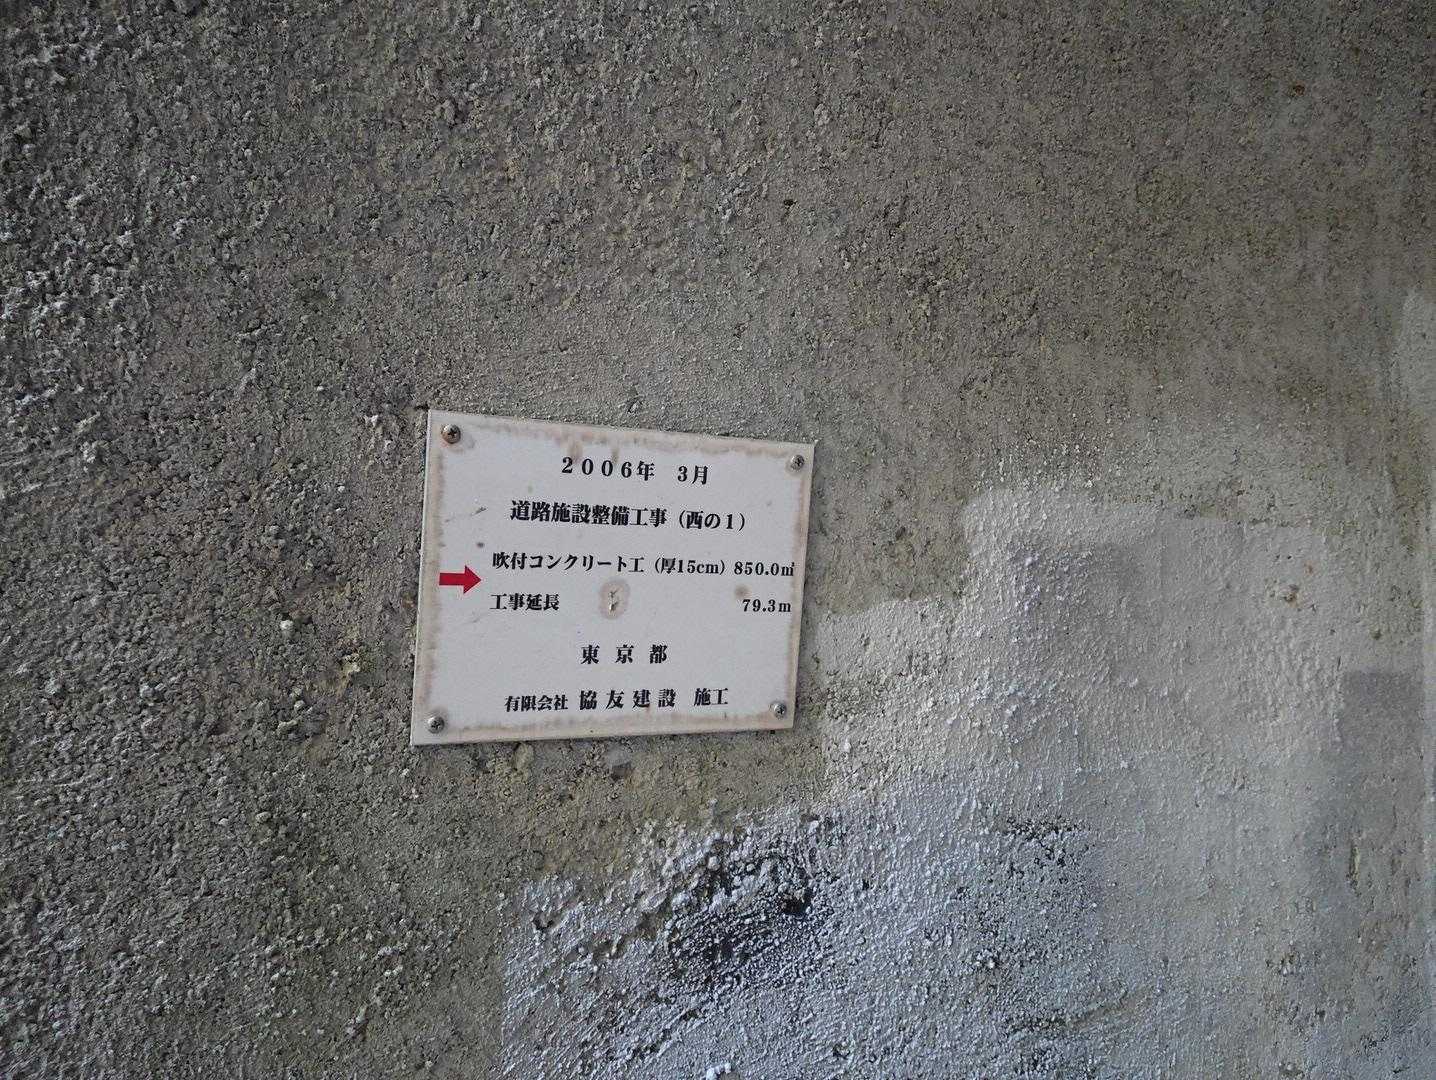 2006年 3月
道路施設整備工事（西の1）
吹付コンクリート工（厚15cm）850.0㎡
工事延長 79.3m
東京都
有限会社 協友建設 施工